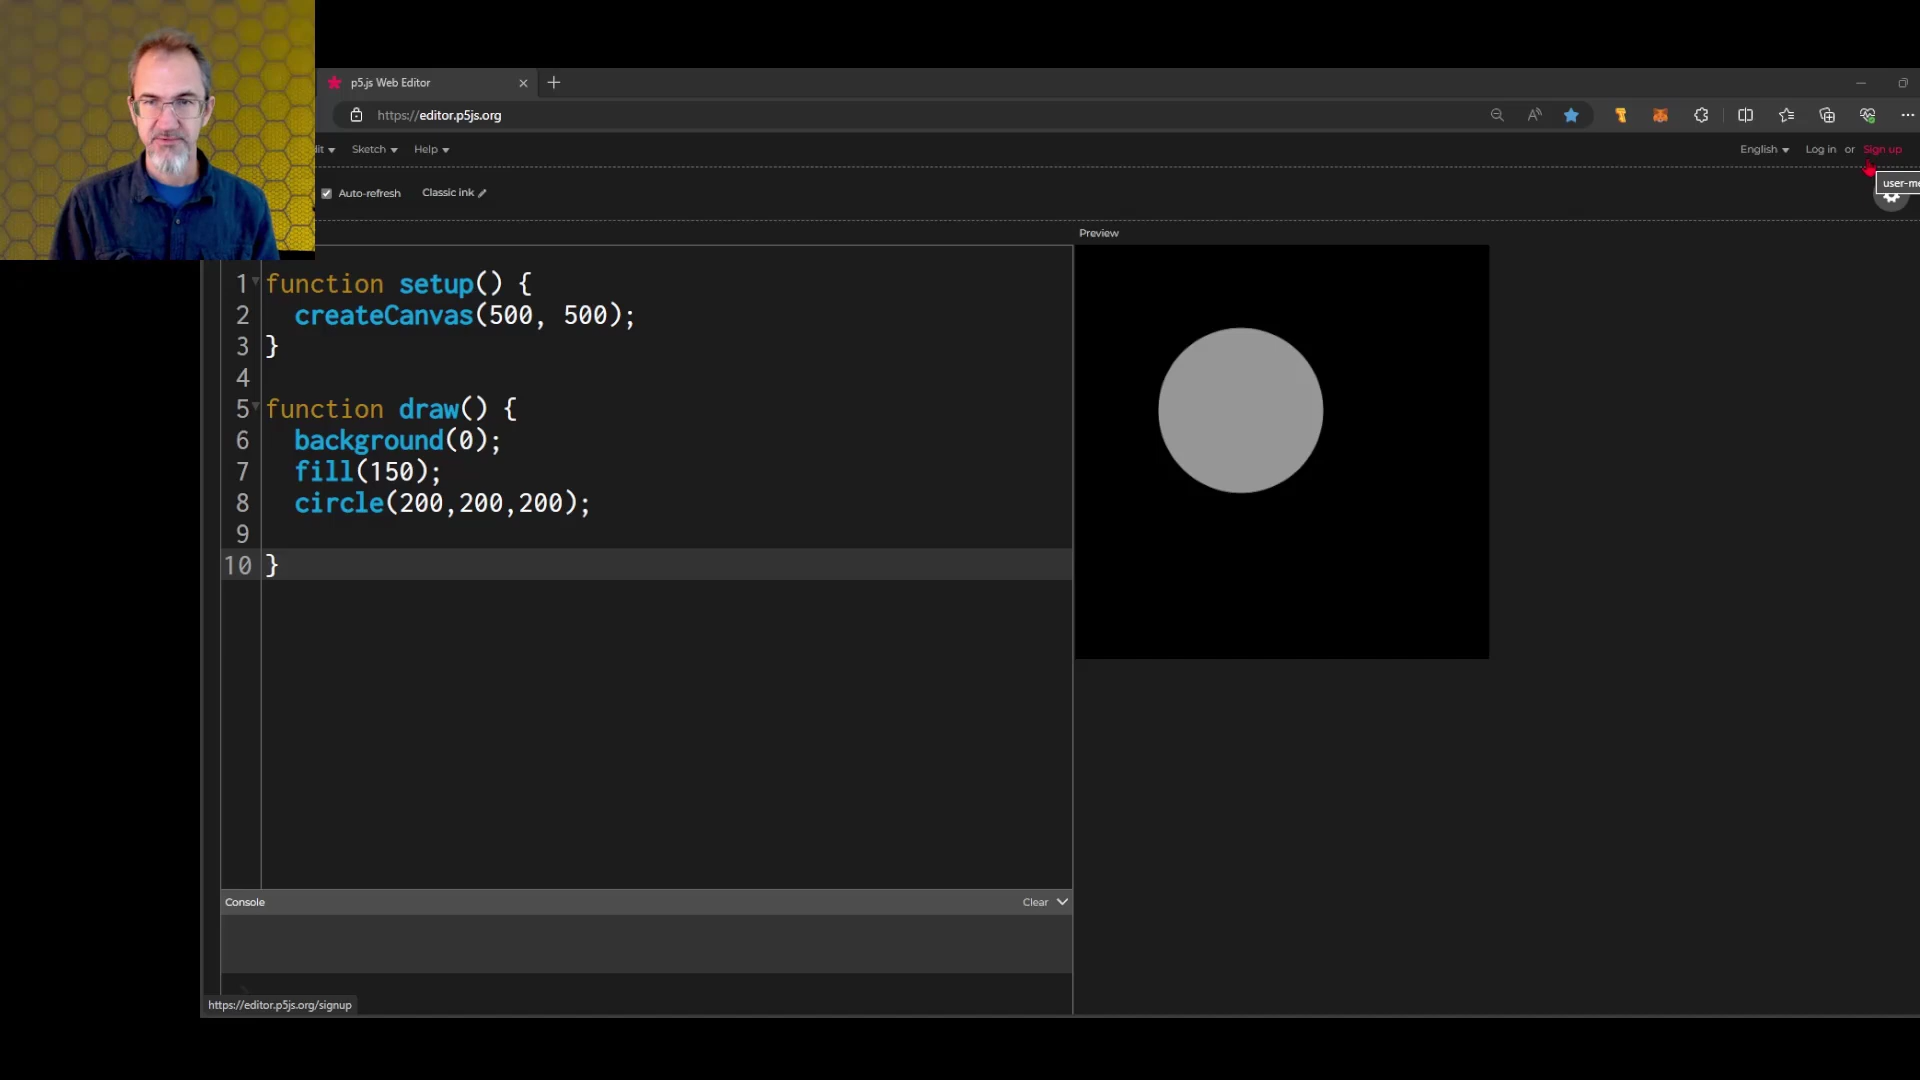 p5.js Web Editor
https://editor.p5js.org
Sketch Help
English Log in or Sign up
user-me
Auto-refresh Classic ink
Preview
1 function setup() {
2 createCanvas(500, 500);
3 }
4
5 function draw() {
6 background(0);
7 fill(150);
8 circle(200,200,200);
9
10 }
Console Clear
https://editor.p5js.org/signup